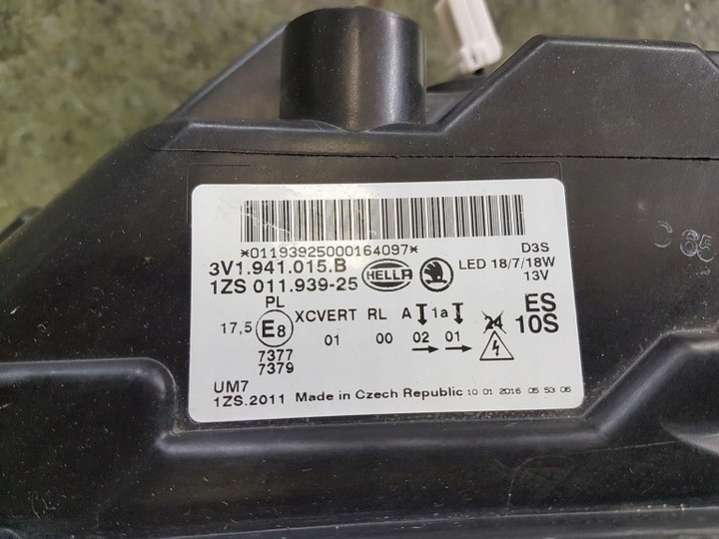 *01193925000164097*
3V1.941.015.B HELLA D3S
LED 18/7/18W
1ZS 011.939-25 13V
PL
17,5 E8 XCVERT RL A 1a 24 ES
01 00 02 01 10S
7377
7379
UM7
1ZS.2011 Made in Czech Republic 10 01 2016 05 53 06